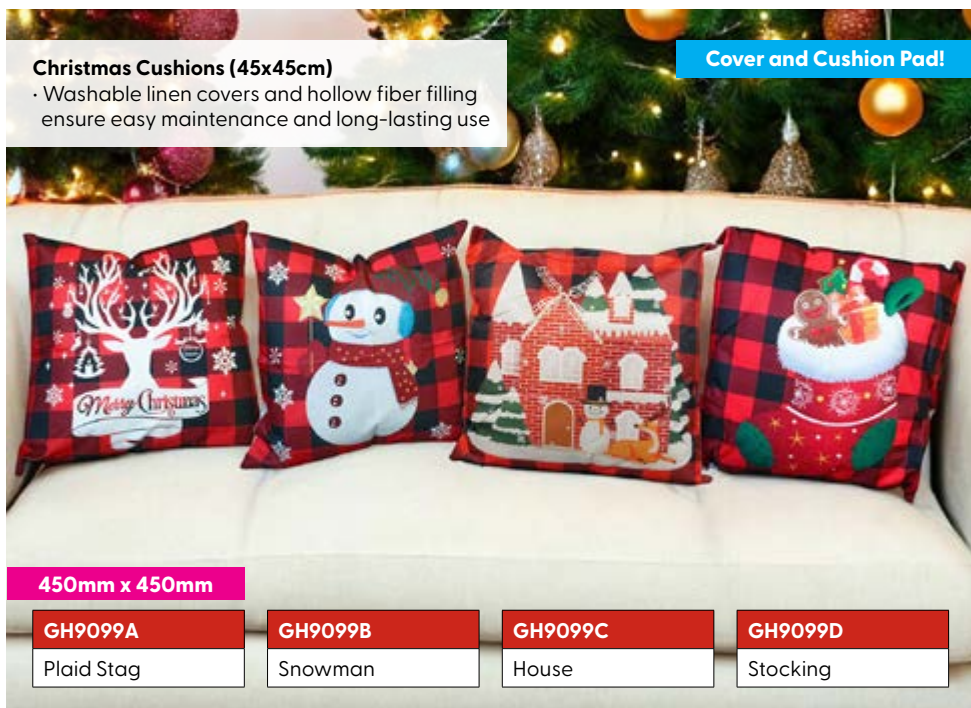 Christmas Cushions (45x45cm)
· Washable linen covers and hollow fiber filling
ensure easy maintenance and long-lasting use
Cover and Cushion Pad!
Merry Christmas
450mm x 450mm
GH9099A
Plaid Stag
GH9099B
Snowman
GH9099C
House
GH9099D
Stocking